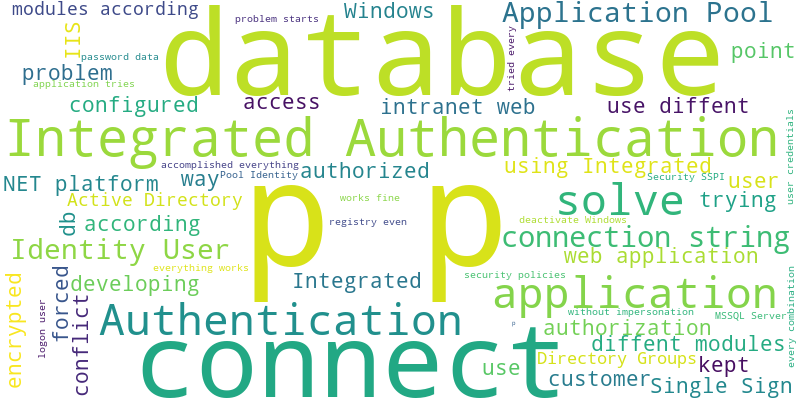 modules according
problem starts
Windows
Application Pool
IIS
database
tried every
point
password data
problem
application tries
configured
access
intranet web
use diffent
Integrated Authentication
user credentials
accomplished everything
Pool Identity
authorized
using Integrated
Security SSPI
user
NET platform
way
p p
works fine
solve
trying
Active Directory
db
according
registry even
deactivate Windows
connection string
Identity User
web application
everything works
security policies
developing
Integrated
application
encrypted
forced
conflict
logon user
Authentication
without impersonation
MSSQL Server
p
authorization
every combination
connect
diffent modules
Directory Groups
kept
use
customer
Single Sign